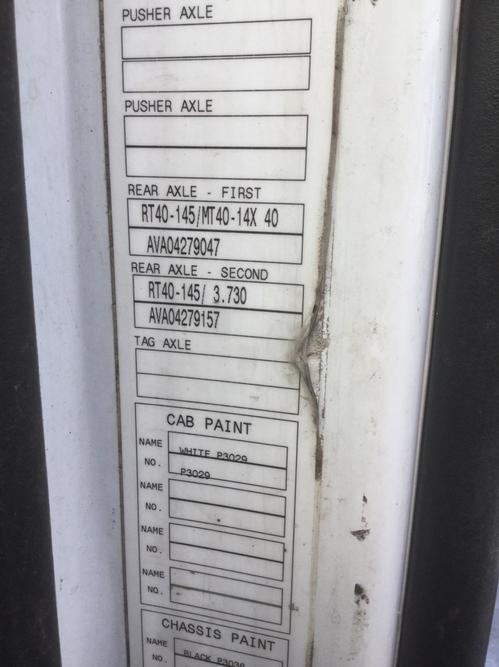 PUSHER AXLE
PUSHER AXLE
REAR AXLE - FIRST
RT40-145/MT40-14X 40
AVA04279047
REAR AXLE - SECOND
RT40-145/ 3.730
AVA04279157
TAG AXLE
CAB PAINT
NAME WHITE P3029
NO. P3029
NAME
NO.
NAME
NO.
NAME
NO.
CHASSIS PAINT
NAME BLACK P3036
NO.